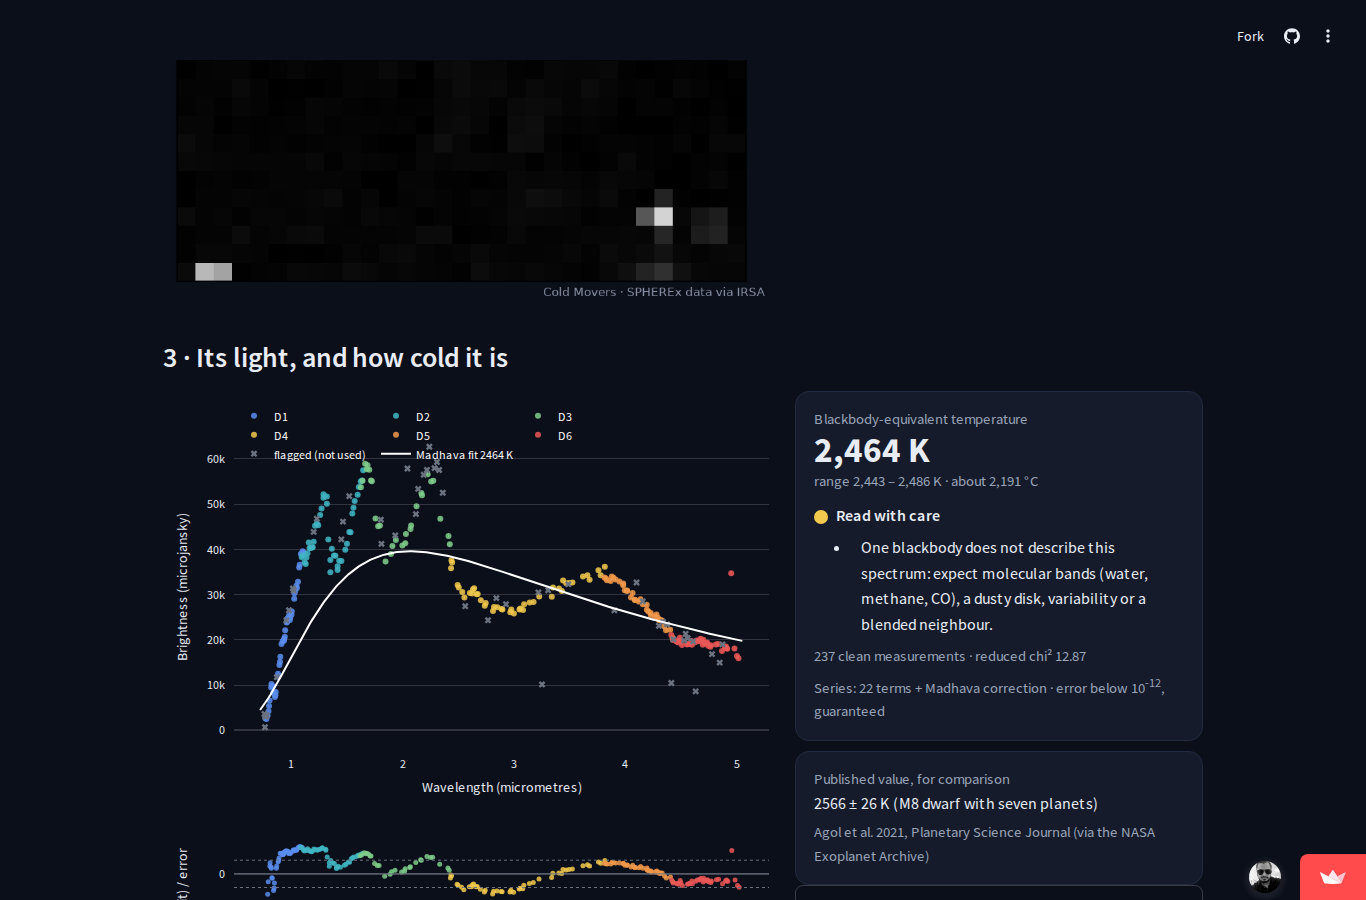 Fork
Cold Movers · SPHEREx data via IRSA
3 · Its light, and how cold it is
D1 D2 D3
D4 D5 D6
flagged (not used) Madhava fit 2464 K
60k
50k
40k
30k
20k
10k
0
Brightness (microjansky)
1 2 3 4 5
Wavelength (micrometres)
0
t) / error
Blackbody-equivalent temperature
2,464 K
range 2,443 – 2,486 K · about 2,191 °C
Read with care
• One blackbody does not describe this
spectrum: expect molecular bands (water,
methane, CO), a dusty disk, variability or a
blended neighbour.
237 clean measurements · reduced chi² 12.87
Series: 22 terms + Madhava correction · error below 10⁻¹²,
guaranteed
Published value, for comparison
2566 ± 26 K (M8 dwarf with seven planets)
Agol et al. 2021, Planetary Science Journal (via the NASA
Exoplanet Archive)